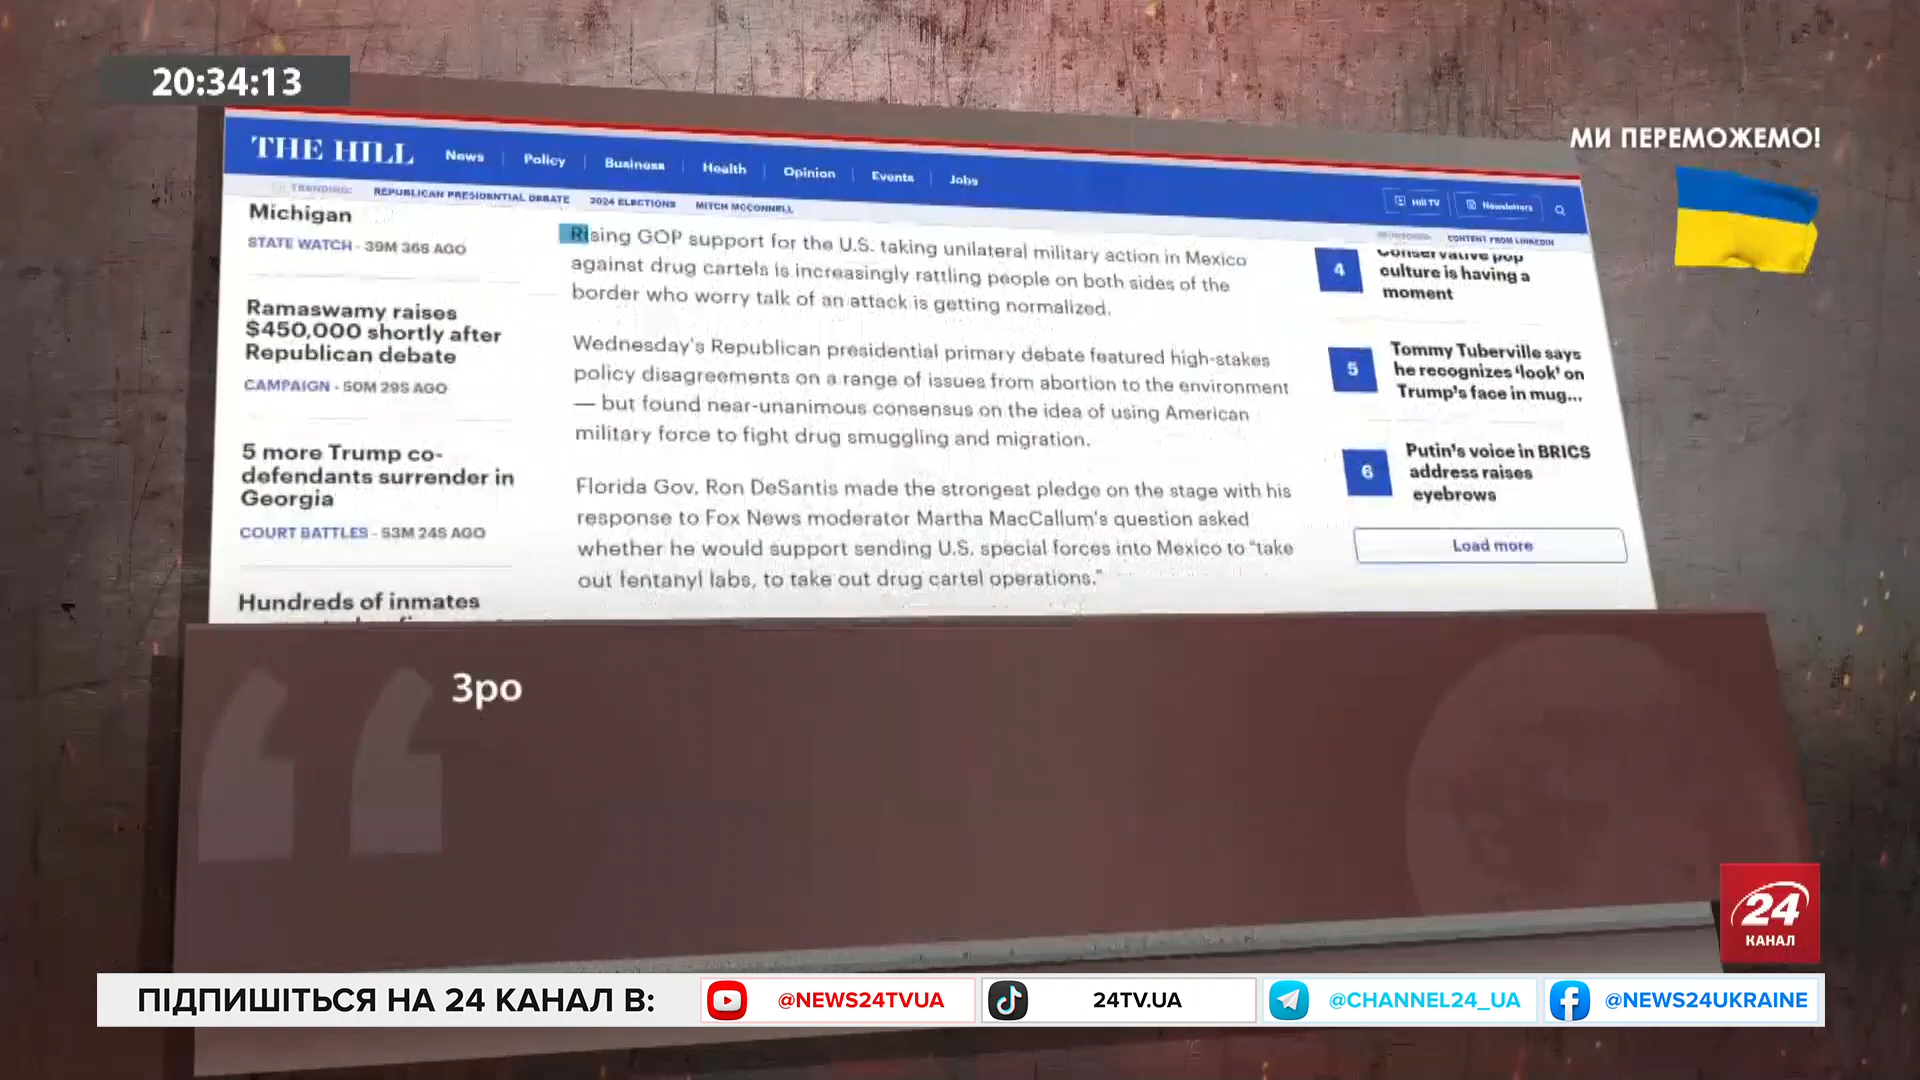 20:34:13
МИ ПЕРЕМОЖЕМО!
THE HILL
News
Policy
Business
Health
Opinion
Events
Jobs
Hill TV
Newsletters
TRENDING:
REPUBLICAN PRESIDENTIAL DEBATE
2024 ELECTIONS
MITCH MCCONNELL
CONTENT FROM LINKEDIN
Michigan
STATE WATCH - 39M 36S AGO
Ramaswamy raises
$450,000 shortly after
Republican debate
CAMPAIGN - 50M 29S AGO
5 more Trump co-
defendants surrender in
Georgia
COURT BATTLES - 53M 24S AGO
Hundreds of inmates
Rising GOP support for the U.S. taking unilateral military action in Mexico
against drug cartels is increasingly rattling people on both sides of the
border who worry talk of an attack is getting normalized.
Wednesday's Republican presidential primary debate featured high-stakes
policy disagreements on a range of issues from abortion to the environment
— but found near-unanimous consensus on the idea of using American
military force to fight drug smuggling and migration.
Florida Gov. Ron DeSantis made the strongest pledge on the stage with his
response to Fox News moderator Martha MacCallum's question asked
whether he would support sending U.S. special forces into Mexico to "take
out fentanyl labs, to take out drug cartel operations."
4
Conservative pop
culture is having a
moment
5
Tommy Tuberville says
he recognizes 'look' on
Trump's face in mug...
6
Putin's voice in BRICS
address raises
eyebrows
Load more
Зро
24
КАНАЛ
ПІДПИШІТЬСЯ НА 24 КАНАЛ В:
@NEWS24TVUA
24TV.UA
@CHANNEL24_UA
@NEWS24UKRAINE